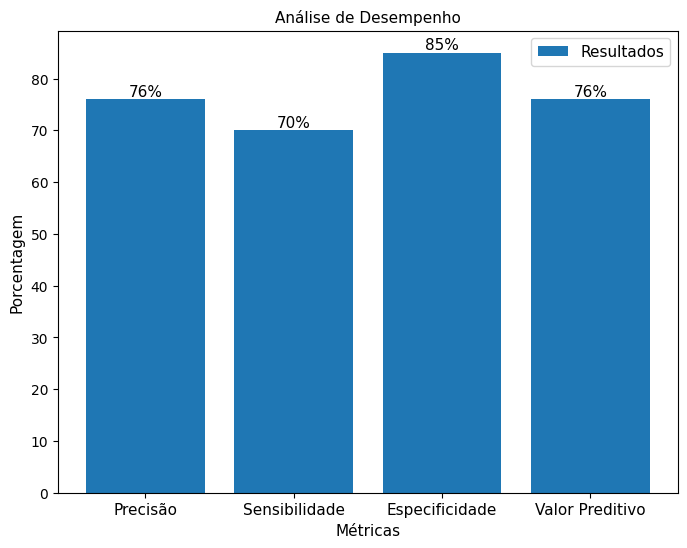 Análise de Desempenho
Resultados
76%
70%
85%
76%
80
70
60
50
40
30
20
10
0
Porcentagem
Precisão
Sensibilidade
Especificidade
Valor Preditivo
Métricas